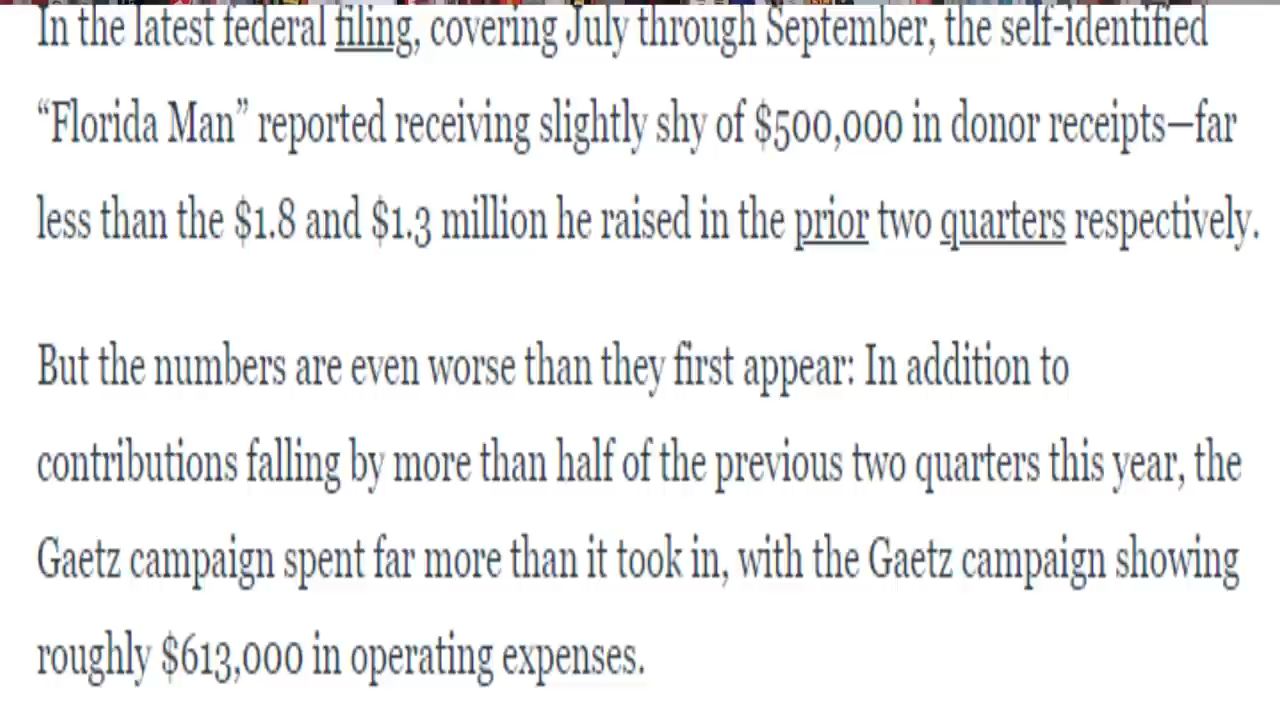 In the latest federal filing, covering July through September, the self-identified
“Florida Man” reported receiving slightly shy of $500,000 in donor receipts—far
less than the $1.8 and $1.3 million he raised in the prior two quarters respectively.
But the numbers are even worse than they first appear: In addition to
contributions falling by more than half of the previous two quarters this year, the
Gaetz campaign spent far more than it took in, with the Gaetz campaign showing
roughly $613,000 in operating expenses.